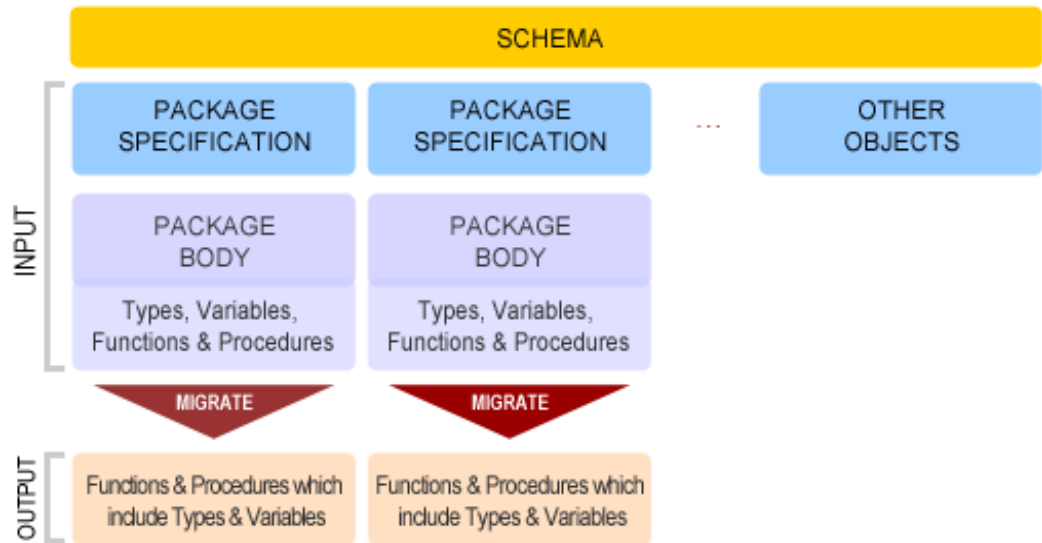 SCHEMA
INPUT
PACKAGE
SPECIFICATION
PACKAGE
SPECIFICATION
...
OTHER
OBJECTS
PACKAGE
BODY
PACKAGE
BODY
Types, Variables,
Functions & Procedures
Types, Variables,
Functions & Procedures
MIGRATE
MIGRATE
OUTPUT
Functions & Procedures which
include Types & Variables
Functions & Procedures which
include Types & Variables